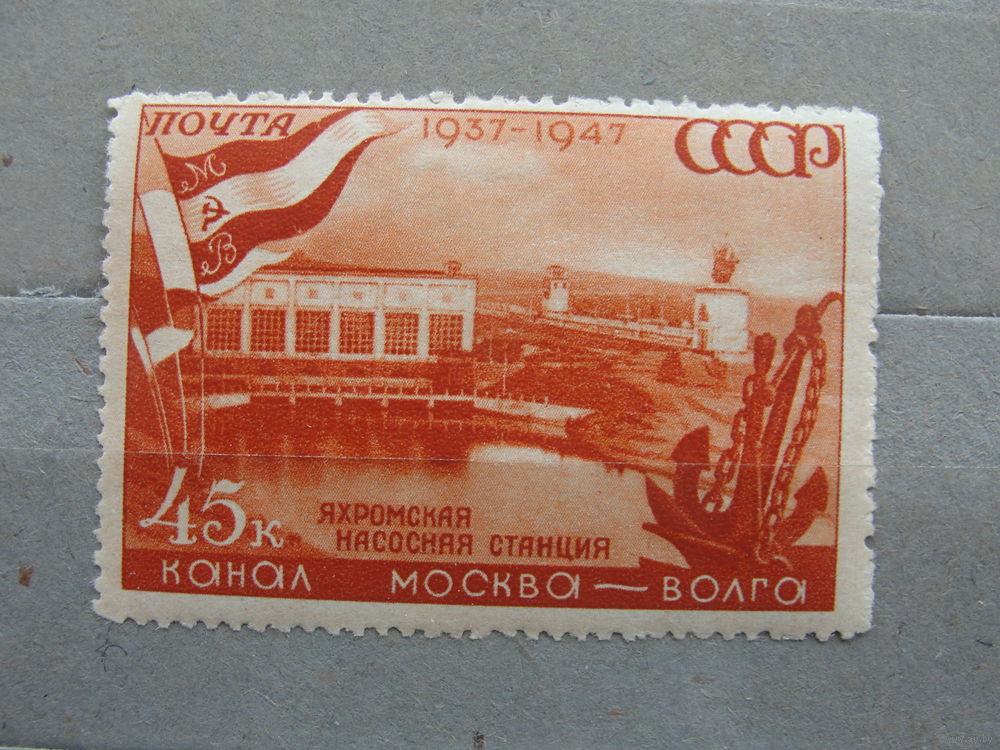 ПОЧТА 1937-1947 СССР
М
В
45к ЯХРОМСКАЯ
НАСОСНАЯ СТАНЦИЯ
КАНАЛ МОСКВА — ВОЛГА